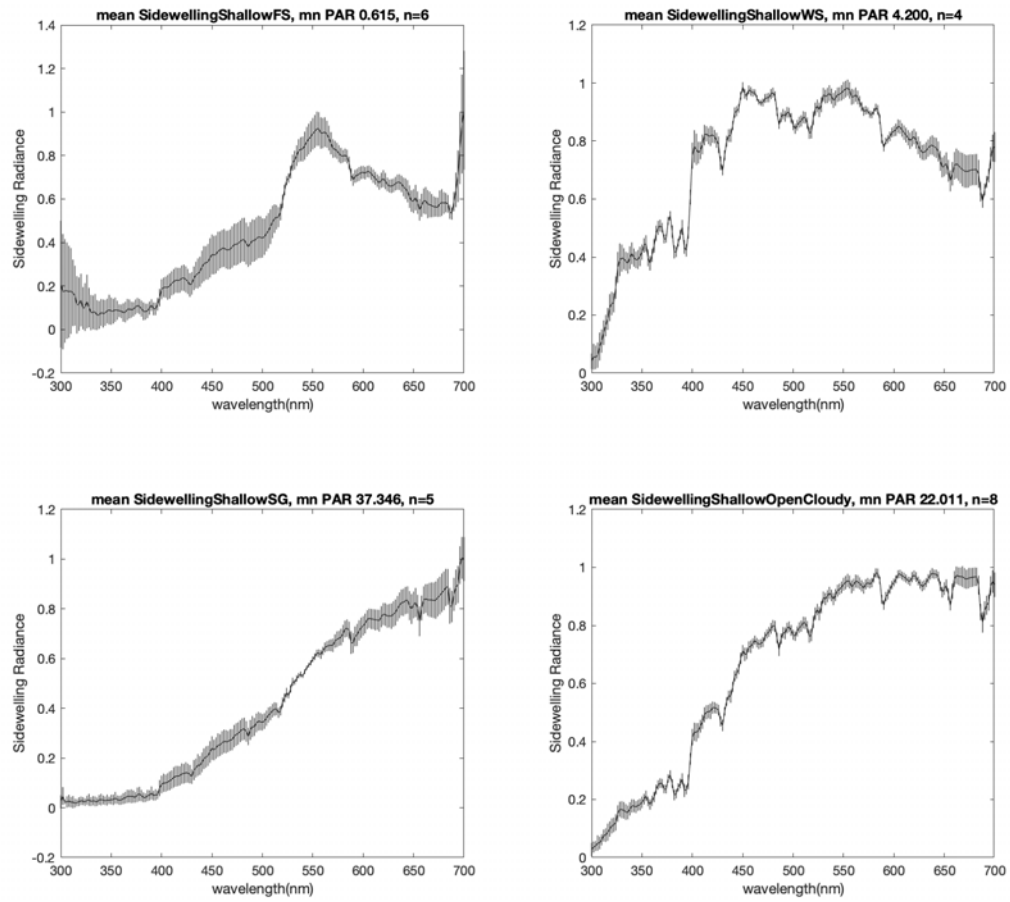 mean SidewellingShallowFS, mn PAR 0.615, n=6
1.4
1.2
1
0.8
0.6
0.4
0.2
0
-0.2
Sidewelling Radiance
300 350 400 450 500 550 600 650 700
wavelength(nm)
mean SidewellingShallowWS, mn PAR 4.200, n=4
1.2
1
0.8
0.6
0.4
0.2
0
Sidewelling Radiance
300 350 400 450 500 550 600 650 700
wavelength(nm)
mean SidewellingShallowSG, mn PAR 37.346, n=5
1.2
1
0.8
0.6
0.4
0.2
0
-0.2
Sidewelling Radiance
300 350 400 450 500 550 600 650 700
wavelength(nm)
mean SidewellingShallowOpenCloudy, mn PAR 22.011, n=8
1.2
1
0.8
0.6
0.4
0.2
0
Sidewelling Radiance
300 350 400 450 500 550 600 650 700
wavelength(nm)